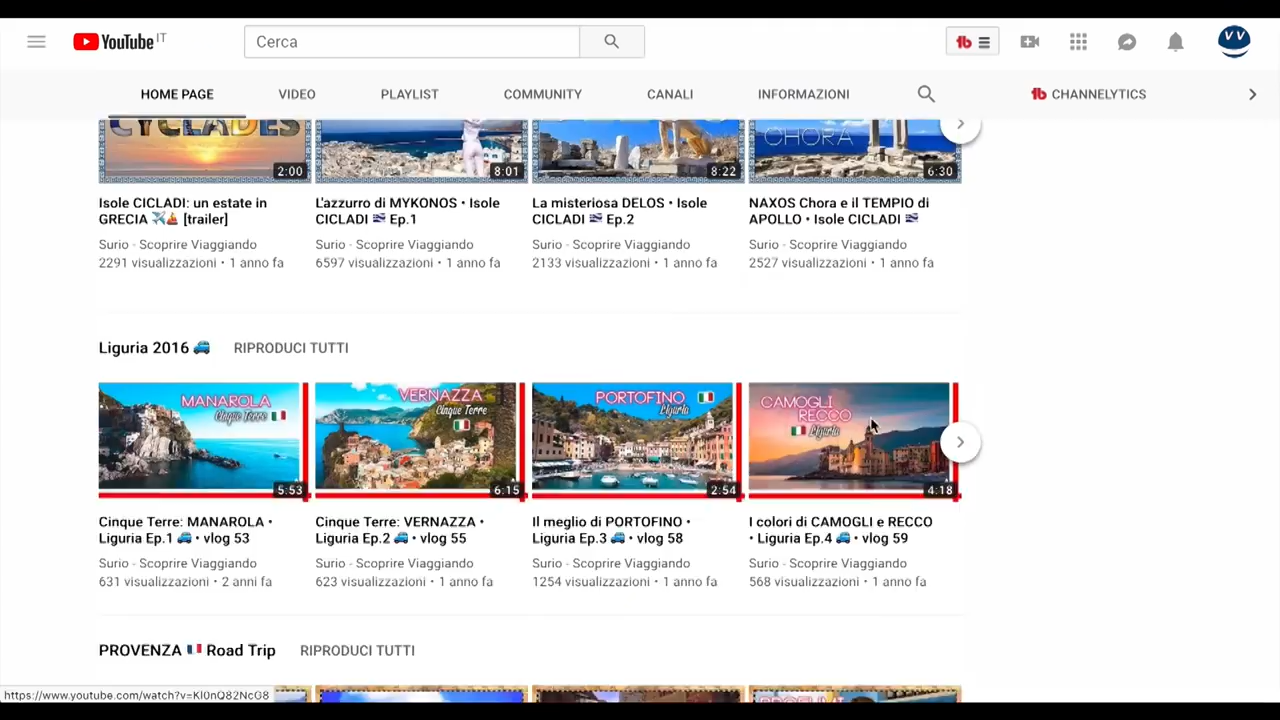 YouTube IT
Cerca
HOME PAGE
VIDEO
PLAYLIST
COMMUNITY
CANALI
INFORMAZIONI
CHANNELYTICS
CYCLADES
2:00
8:01
8:22
CHORA
6:30
Isole CICLADI: un estate in
GRECIA ✈️⛵ [trailer]
Surio - Scoprire Viaggiando
2291 visualizzazioni • 1 anno fa
L'azzurro di MYKONOS • Isole
CICLADI 🇬🇷 Ep.1
Surio - Scoprire Viaggiando
6597 visualizzazioni • 1 anno fa
La misteriosa DELOS • Isole
CICLADI 🇬🇷 Ep.2
Surio - Scoprire Viaggiando
2133 visualizzazioni • 1 anno fa
NAXOS Chora e il TEMPIO di
APOLLO • Isole CICLADI 🇬🇷
Surio - Scoprire Viaggiando
2527 visualizzazioni • 1 anno fa
Liguria 2016 🚙 RIPRODUCI TUTTI
MANAROLA
Cinque Terre
5:53
VERNAZZA
Cinque Terre
6:15
PORTOFINO
Liguria
2:54
CAMOGLI
RECCO
Liguria
4:18
Cinque Terre: MANAROLA •
Liguria Ep.1 🚙 • vlog 53
Surio - Scoprire Viaggiando
631 visualizzazioni • 2 anni fa
Cinque Terre: VERNAZZA •
Liguria Ep.2 🚙 • vlog 55
Surio - Scoprire Viaggiando
623 visualizzazioni • 1 anno fa
Il meglio di PORTOFINO •
Liguria Ep.3 🚙 • vlog 58
Surio - Scoprire Viaggiando
1254 visualizzazioni • 1 anno fa
I colori di CAMOGLI e RECCO
• Liguria Ep.4 🚙 • vlog 59
Surio - Scoprire Viaggiando
568 visualizzazioni • 1 anno fa
PROVENZA 🇫🇷 Road Trip RIPRODUCI TUTTI
https://www.youtube.com/watch?v=KI0nQ82NcG8